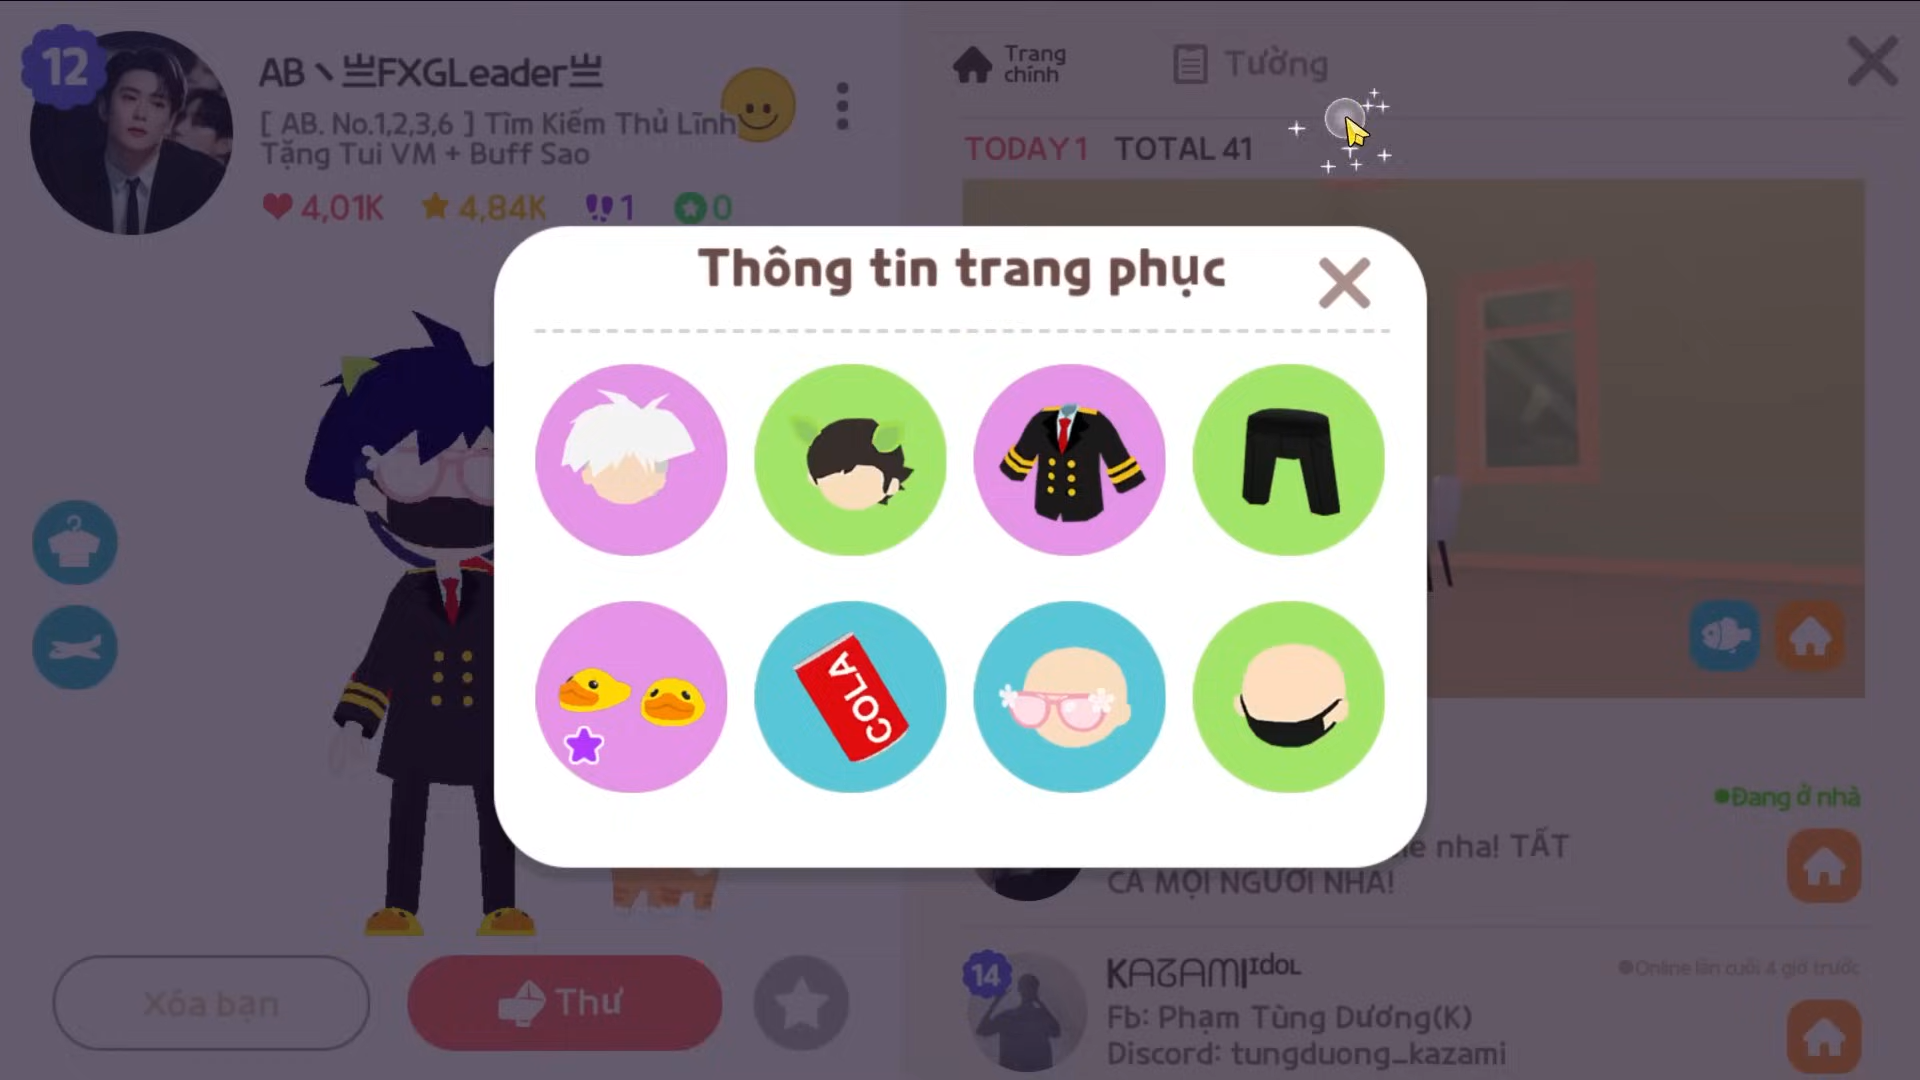 12
AB丶亗FXGLeader亗
[ AB. No.1,2,3,6 ] Tìm Kiếm Thủ Lĩnh
Tặng Tui VM + Buff Sao
4,01K 4,84K 1 0
Trang chính
Tường
TODAY 1 TOTAL 41
Thông tin trang phục
COLA
Đang ở nhà
nha! TẤT
CẢ MỌI NGƯỜI NHA!
14
KAZAMI IdoL
Online lần cuối 4 giờ trước
Fb: Phạm Tùng Dương(K)
Discord: tungduong_kazami
Xóa bạn
Thư